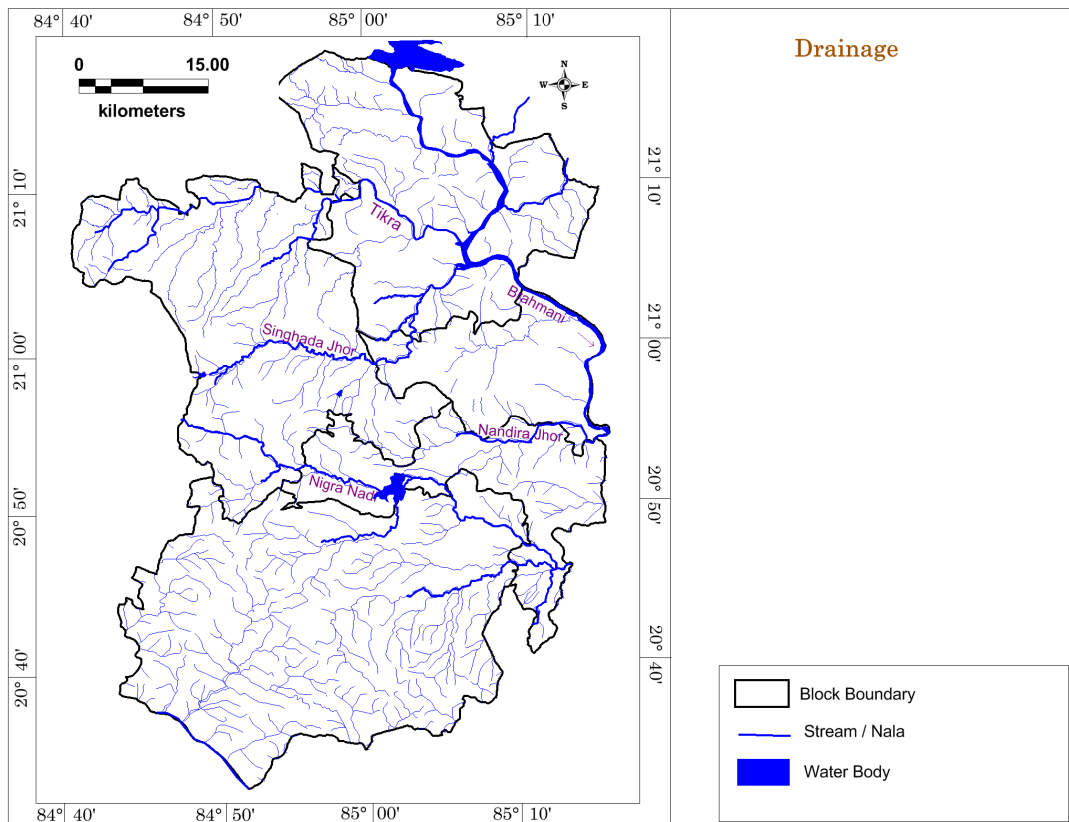 84° 40'
84° 50'
85° 00'
85° 10'
Drainage
0
15.00
kilometers
N
W
E
S
21° 10'
21° 10'
Tikra
Brahmani
21° 00'
21° 00'
Singhada Jhor
Nandira Jhor
Nigra Nadi
20° 50'
20° 50'
20° 40'
20° 40'
Block Boundary
Stream / Nala
Water Body
84° 40'
84° 50'
85° 00'
85° 10'